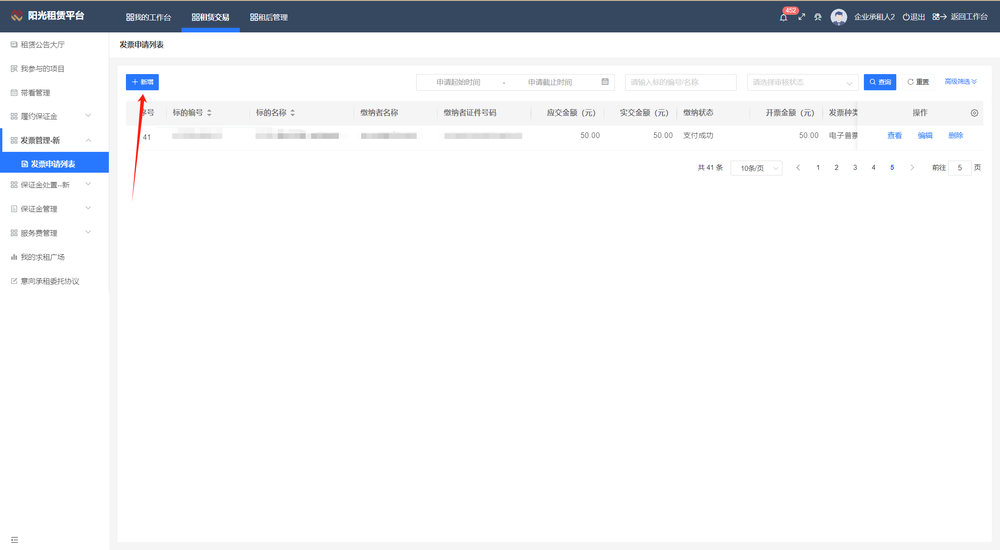 阳光租赁平台
我的工作台
租赁交易
租后管理
452
企业承租人2
退出
返回工作台
租赁公告大厅
我参与的项目
带看管理
履约保证金
发票管理-新
发票申请列表
保证金处置--新
保证金管理
服务费管理
我的求租广场
意向承租委托协议
发票申请列表
新增
申请起始时间 - 申请截止时间
请输入标的编号/名称
请选择审核状态
查询
重置
高级筛选
序号 标的编号 标的名称 缴纳者名称 缴纳者证件号码 应交金额（元） 实交金额（元） 缴纳状态 开票金额（元） 发票种类 操作
41 50.00 50.00 支付成功 50.00 电子普票 查看 编辑 删除
共 41 条 10条/页 1 2 3 4 5 前往 5 页